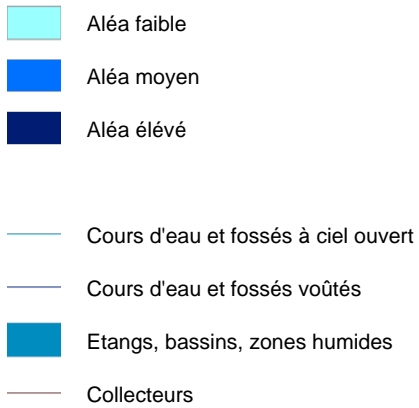 Aléa faible
Aléa moyen
Aléa élévé
Cours d'eau et fossés à ciel ouvert
Cours d'eau et fossés voûtés
Etangs, bassins, zones humides
Collecteurs